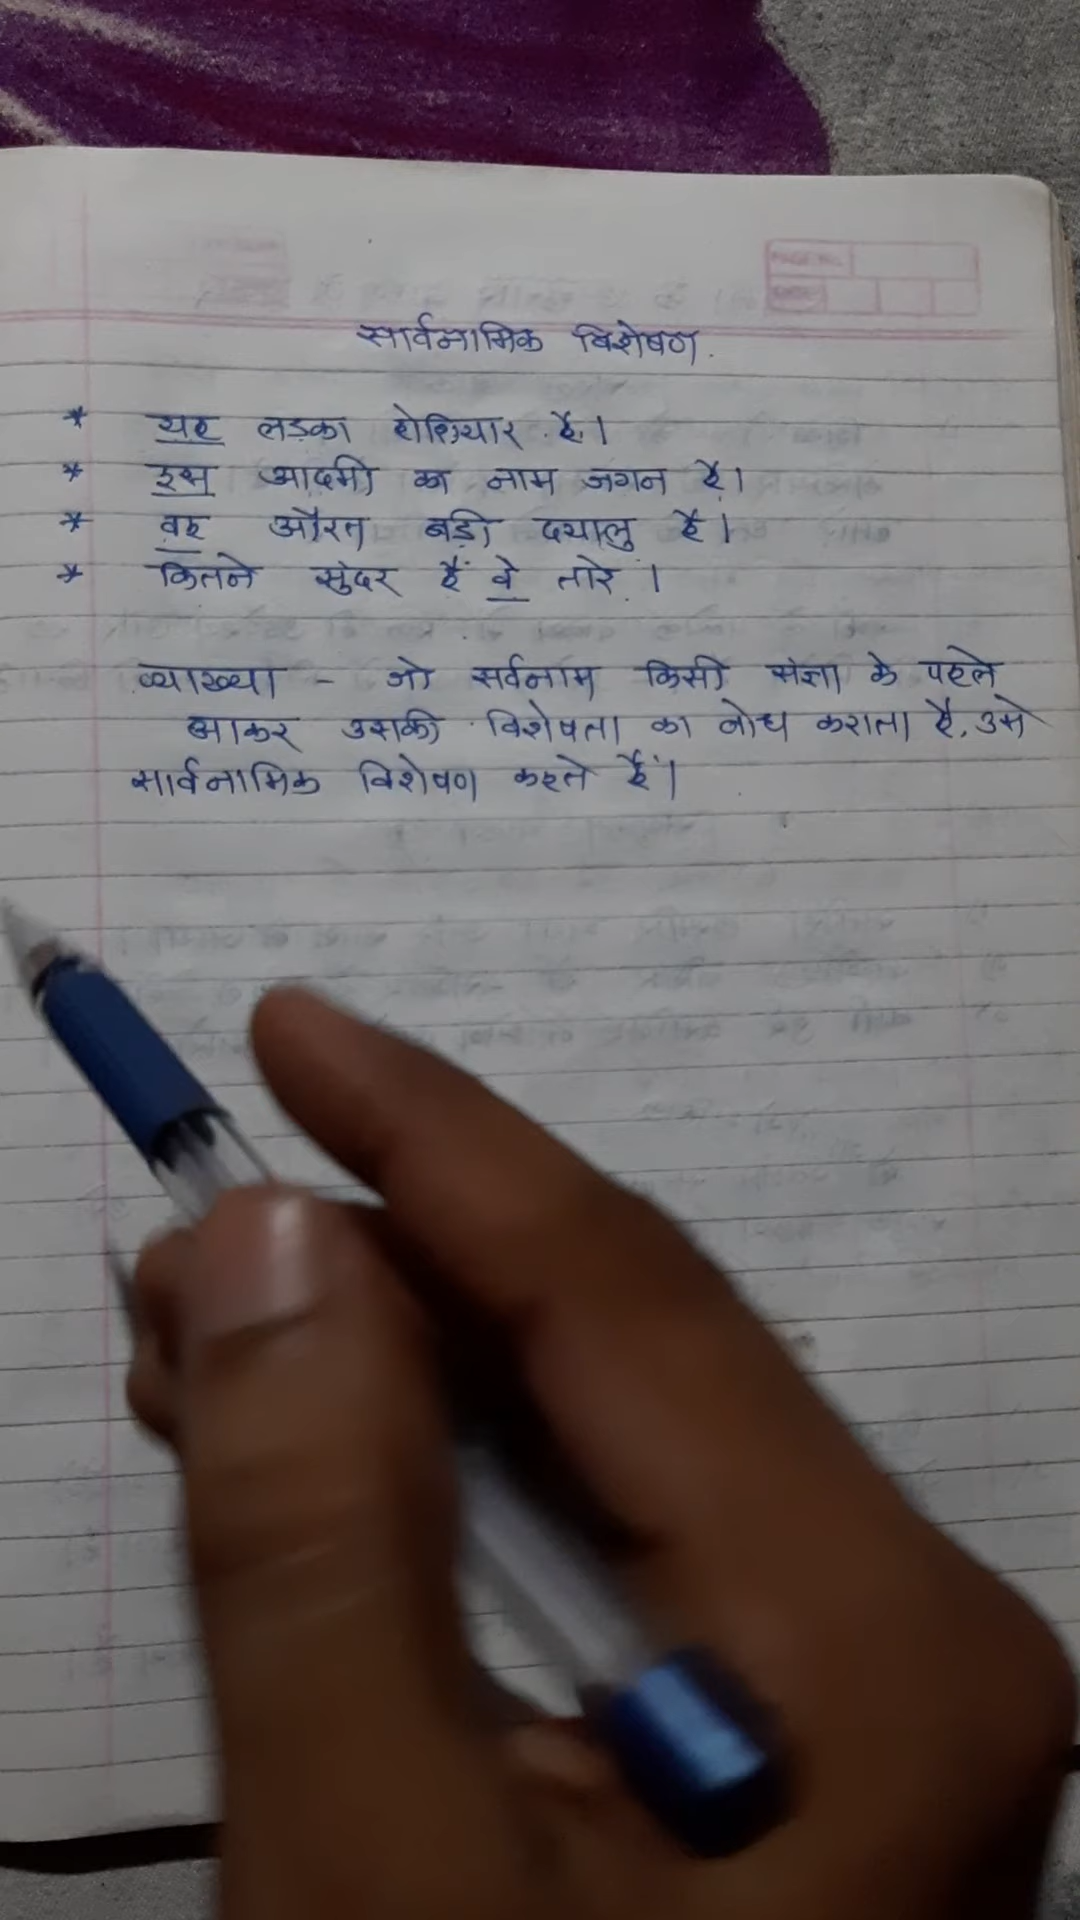 सार्वनामिक विशेषण.
* यह लड़का होशियार है।
* इस आदमी का नाम जगन है।
* वह औरत बड़ी दयालु है।
* कितने सुंदर हैं वे तारे।
व्याख्या - जो सर्वनाम किसी संज्ञा के पहले
आकर उसकी विशेषता का बोध कराता है, उसे
सार्वनामिक विशेषण कहते हैं।